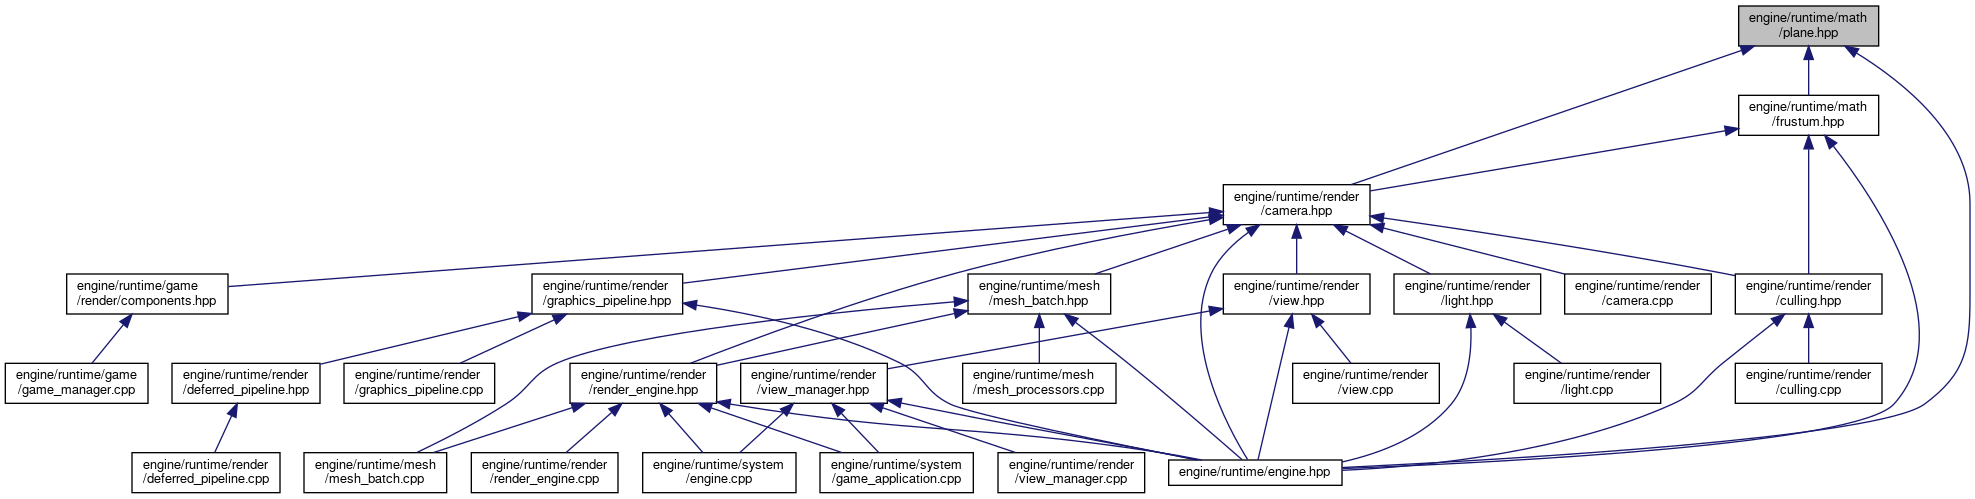 engine/runtime/math
/plane.hpp
engine/runtime/math
/frustum.hpp
engine/runtime/render
/camera.hpp
engine/runtime/game
/render/components.hpp
engine/runtime/render
/graphics_pipeline.hpp
engine/runtime/mesh
/mesh_batch.hpp
engine/runtime/render
/view.hpp
engine/runtime/render
/light.hpp
engine/runtime/render
/camera.cpp
engine/runtime/render
/culling.hpp
engine/runtime/game
/game_manager.cpp
engine/runtime/render
/deferred_pipeline.hpp
engine/runtime/render
/graphics_pipeline.cpp
engine/runtime/render
/render_engine.hpp
engine/runtime/render
/view_manager.hpp
engine/runtime/mesh
/mesh_processors.cpp
engine/runtime/render
/view.cpp
engine/runtime/render
/light.cpp
engine/runtime/render
/culling.cpp
engine/runtime/render
/deferred_pipeline.cpp
engine/runtime/mesh
/mesh_batch.cpp
engine/runtime/render
/render_engine.cpp
engine/runtime/system
/engine.cpp
engine/runtime/system
/game_application.cpp
engine/runtime/render
/view_manager.cpp
engine/runtime/engine.hpp